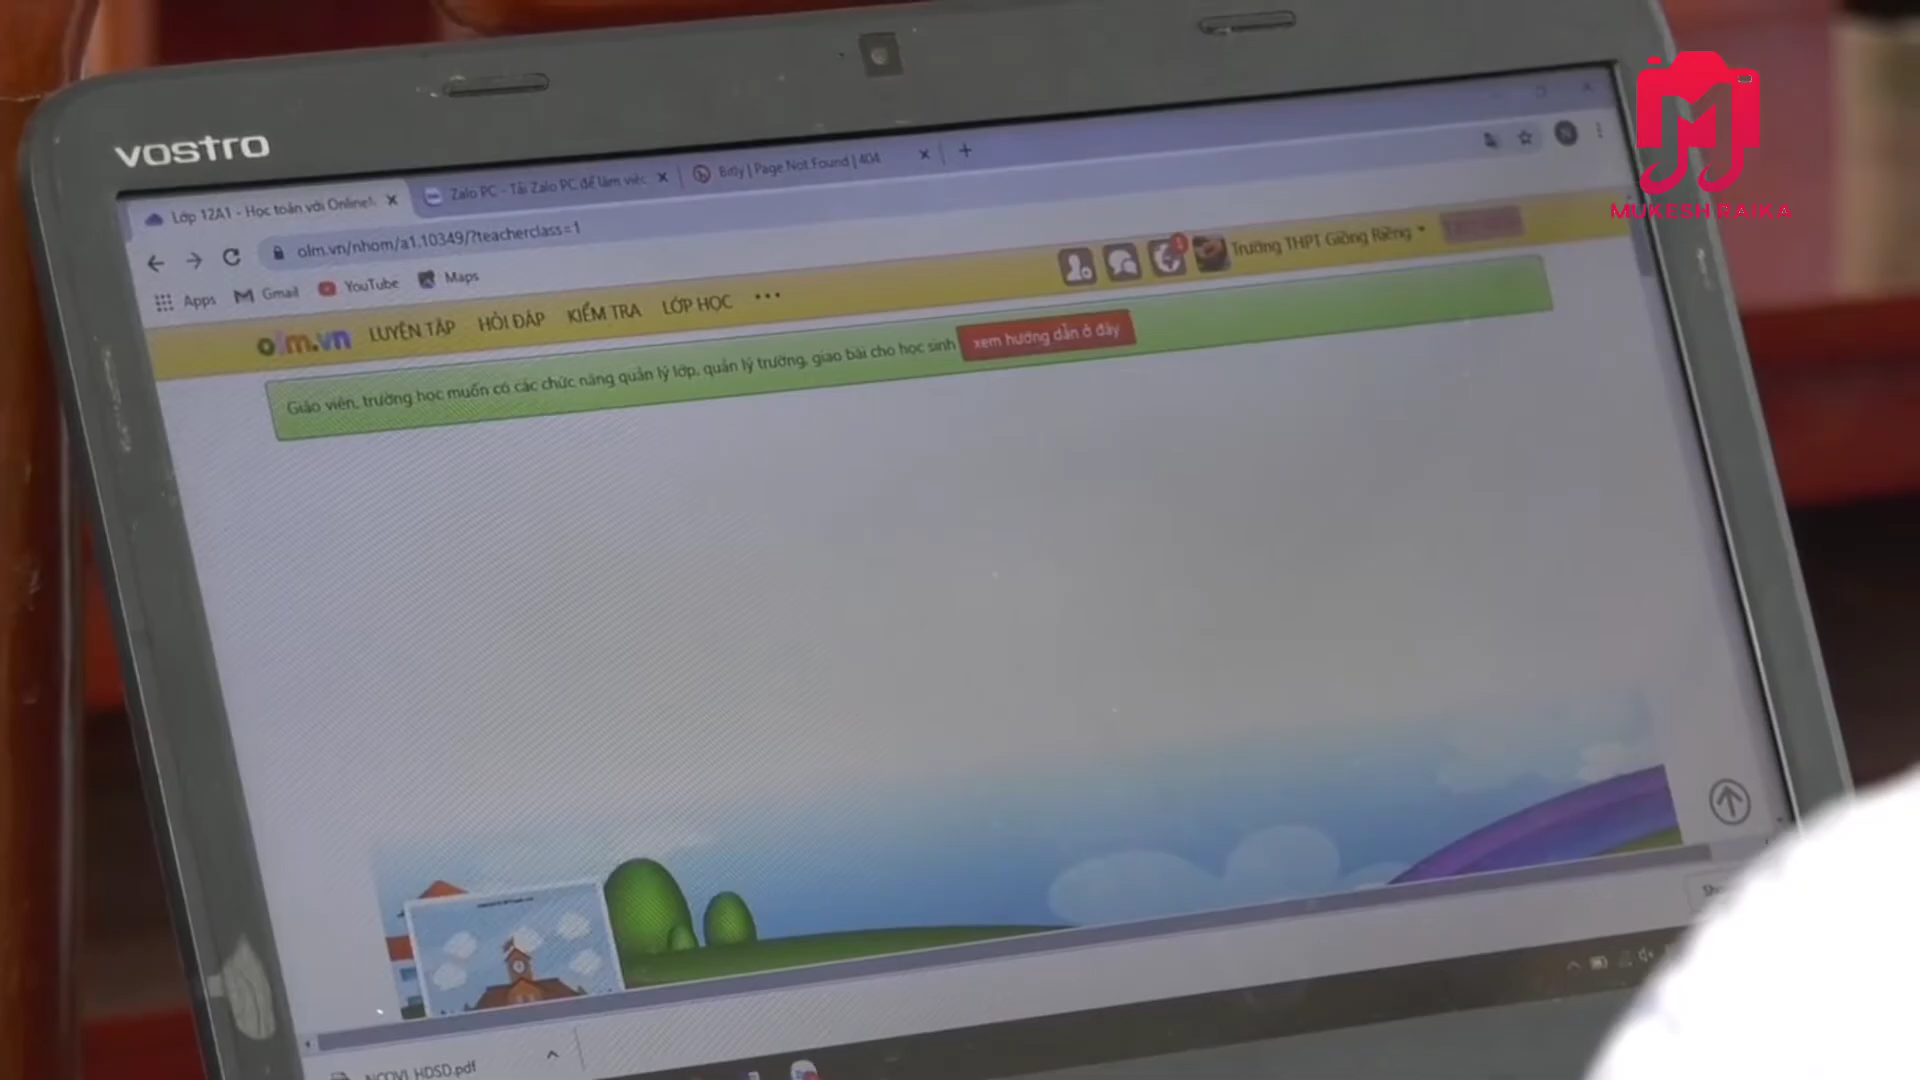 MUKESH RAIKA
vostro
Lớp 12A1 - Học toán với Online
Zalo PC - Tải Zalo PC để làm việc
Bitly | Page Not Found | 404
olm.vn/nhom/a1.10349/?teacherclass=1
Apps Gmail YouTube Maps
olm.vn LUYỆN TẬP HỎI ĐÁP KIỂM TRA LỚP HỌC ••• 1 Trường THPT Giồng Riềng
Giáo viên, trường học muốn có các chức năng quản lý lớp, quản lý trường, giao bài cho học sinh xem hướng dẫn ở đây
NCOVI_HDSD.pdf